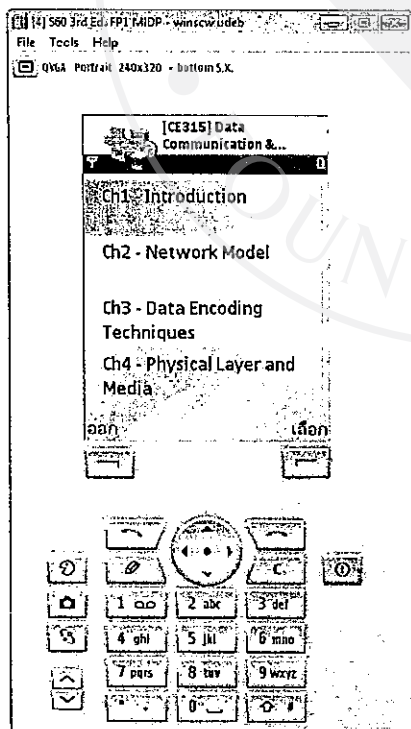 [4] S60 3rd Ed. FP1 MIDP - winscw udeb
File Tools Help
QVGA Portrait 240x320 - bottom S.K.
[CE315] Data
Communication &...
Ch1 - Introduction
Ch2 - Network Model
Ch3 - Data Encoding
Techniques
Ch4 - Physical Layer and
Media
ออก เลือก
C
1 2 abc 3 def
4 ghi 5 jkl 6 mno
7 pqrs 8 tuv 9 wxyz
0 #
OUN